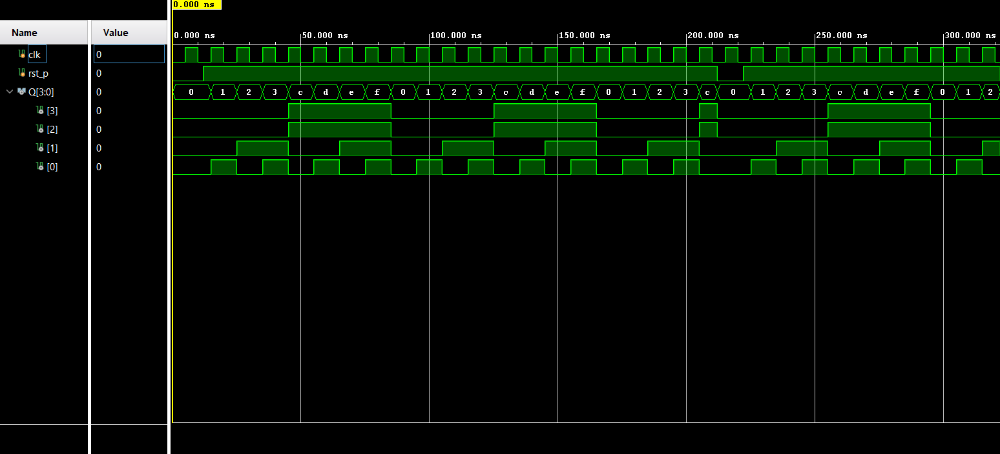 0.000 ns
Name Value
0.000 ns 50.000 ns 100.000 ns 150.000 ns 200.000 ns 250.000 ns 300.000 ns
clk 0
rst_p 0
Q[3:0] 0 0 1 2 3 c d e f 0 1 2 3 c d e f 0 1 2 3 c 0 1 2 3 c d e f 0 1 2
[3] 0
[2] 0
[1] 0
[0] 0